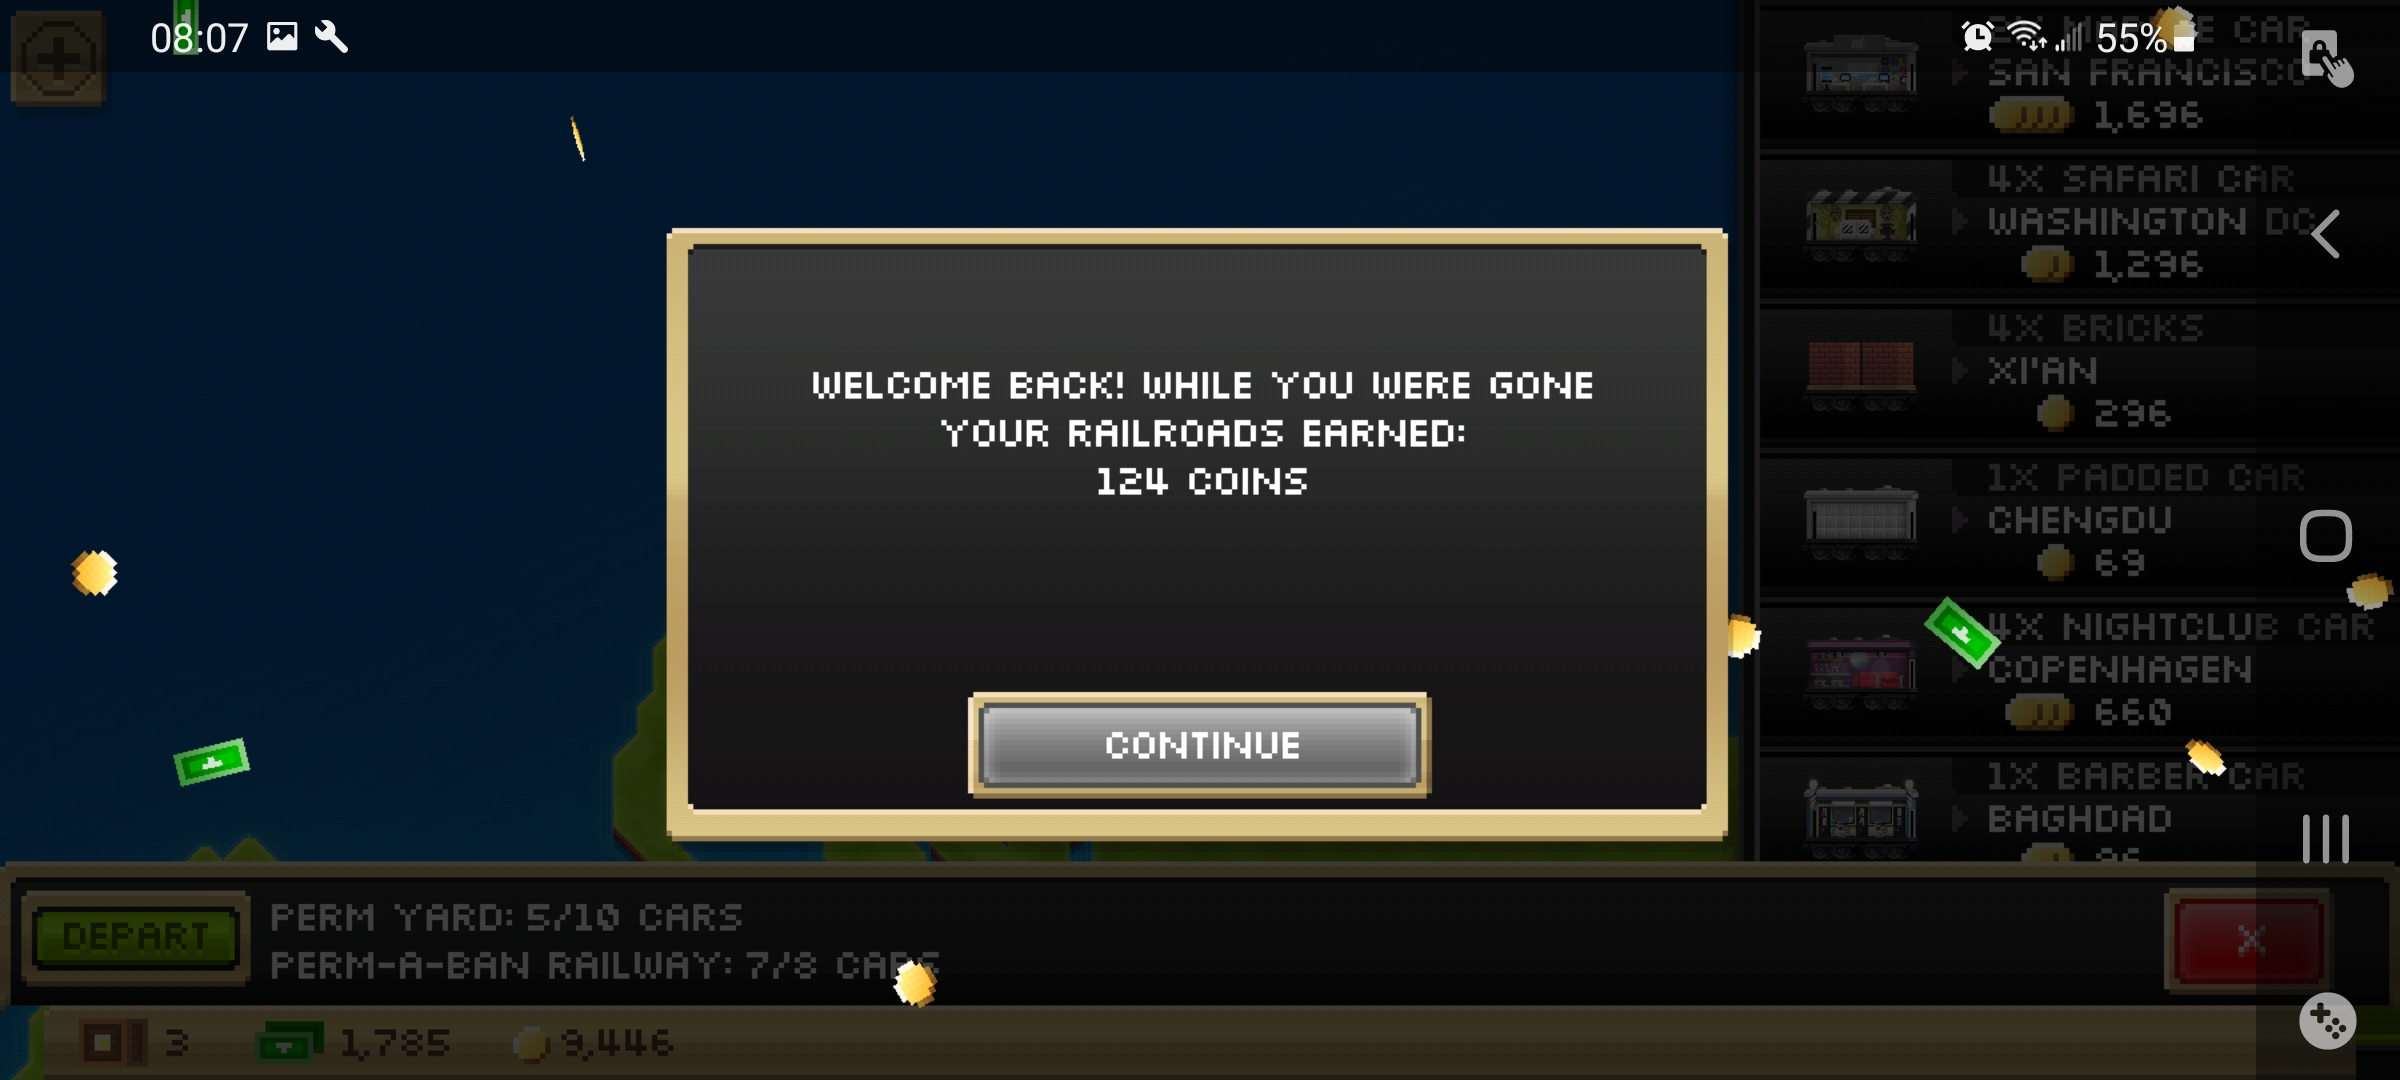 08:07
55%
CAR
SAN FRANCISCO
1,696
4X SAFARI CAR
WASHINGTON DC
1,296
4X BRICKS
XI'AN
296
1X PADDED CAR
CHENGDU
69
4X NIGHTCLUB CAR
COPENHAGEN
660
1X BARBER CAR
BAGHDAD
WELCOME BACK! WHILE YOU WERE GONE
YOUR RAILROADS EARNED:
124 COINS
CONTINUE
DEPART
PERM YARD: 5/10 CARS
PERM-A-BAN RAILWAY: 7/8 CARS
X
3
1,785
9,446